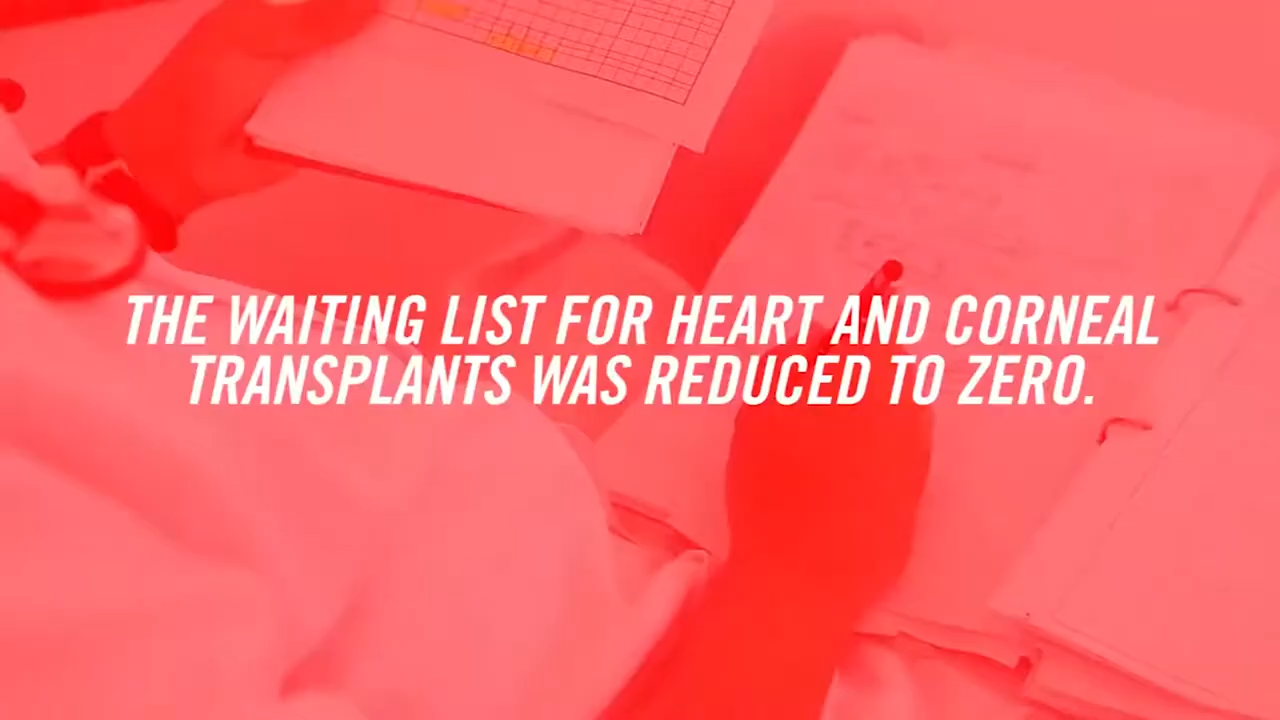 THE WAITING LIST FOR HEART AND CORNEAL
TRANSPLANTS WAS REDUCED TO ZERO.